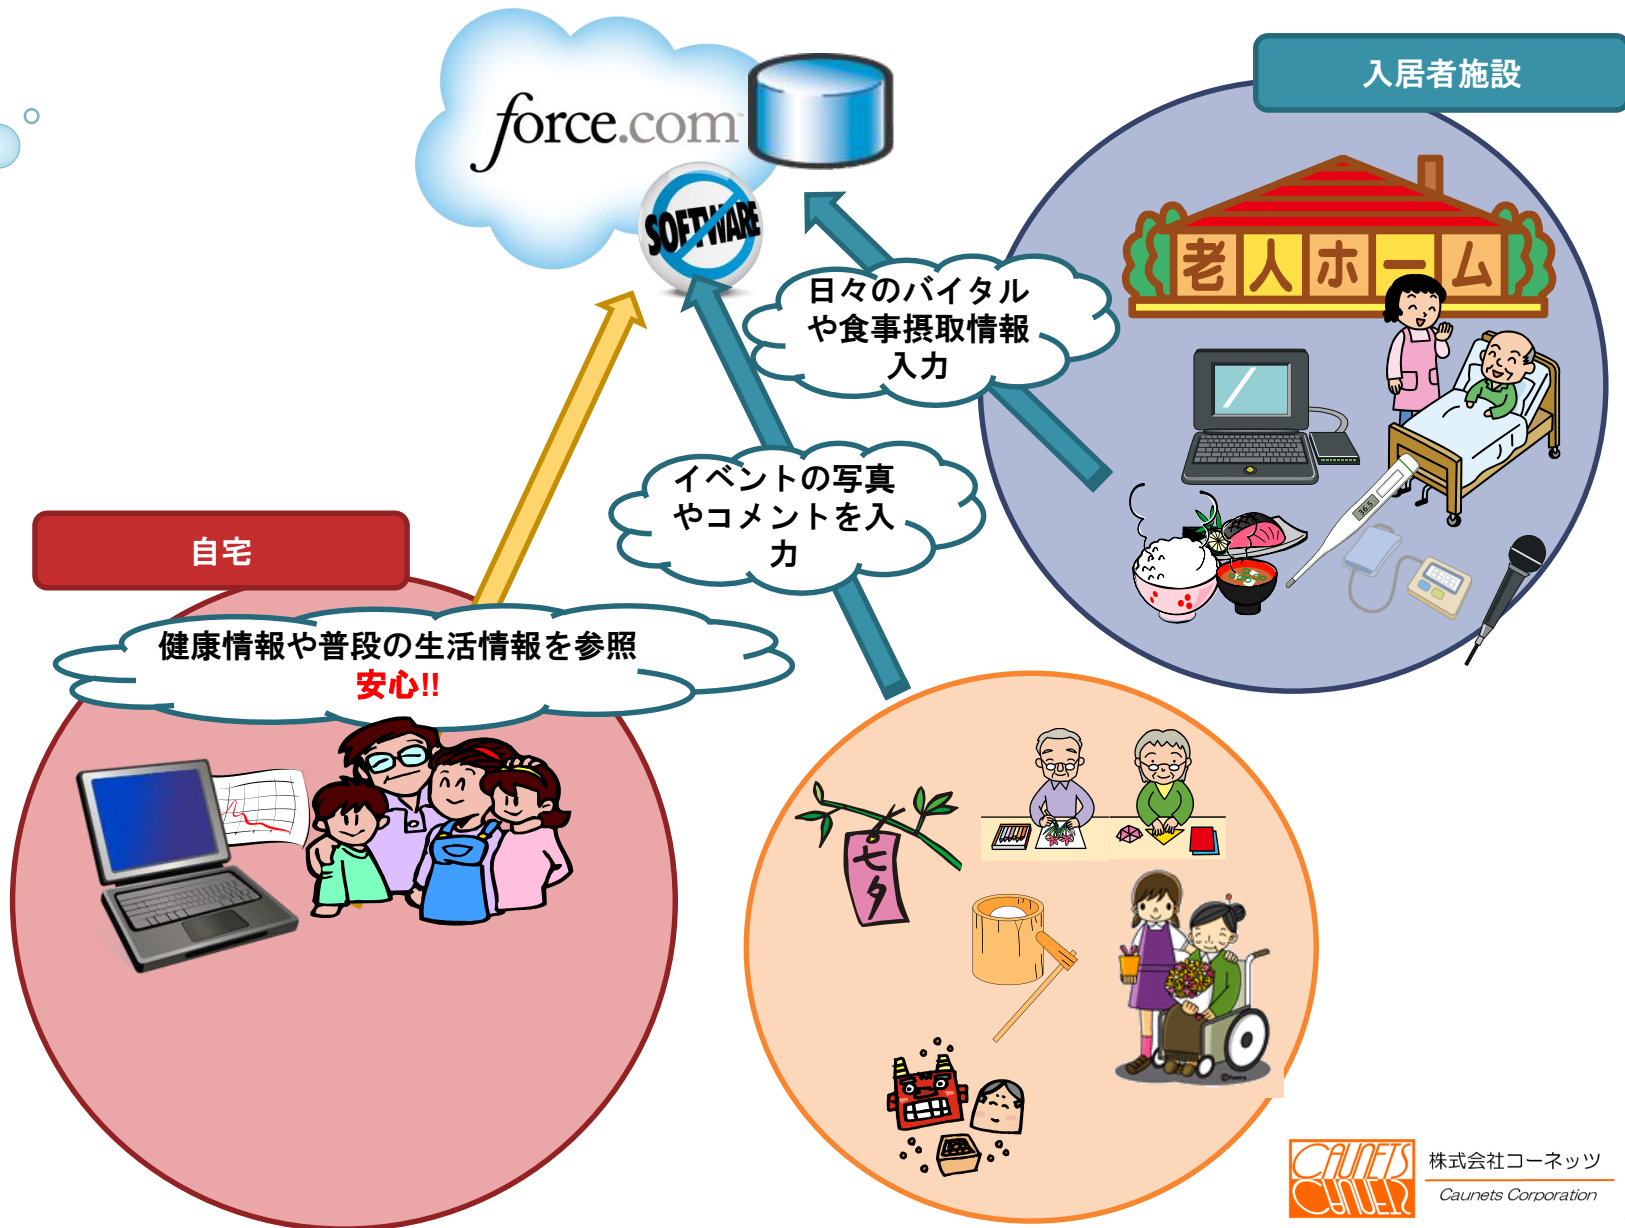 force.com
SOFTWARE
入居者施設
老人ホーム
日々のバイタル
や食事摂取情報
入力
36.5
イベントの写真
やコメントを入
力
自宅
健康情報や普段の生活情報を参照
安心!!
七夕
CAUNETS
株式会社コーネッツ
Caunets Corporation